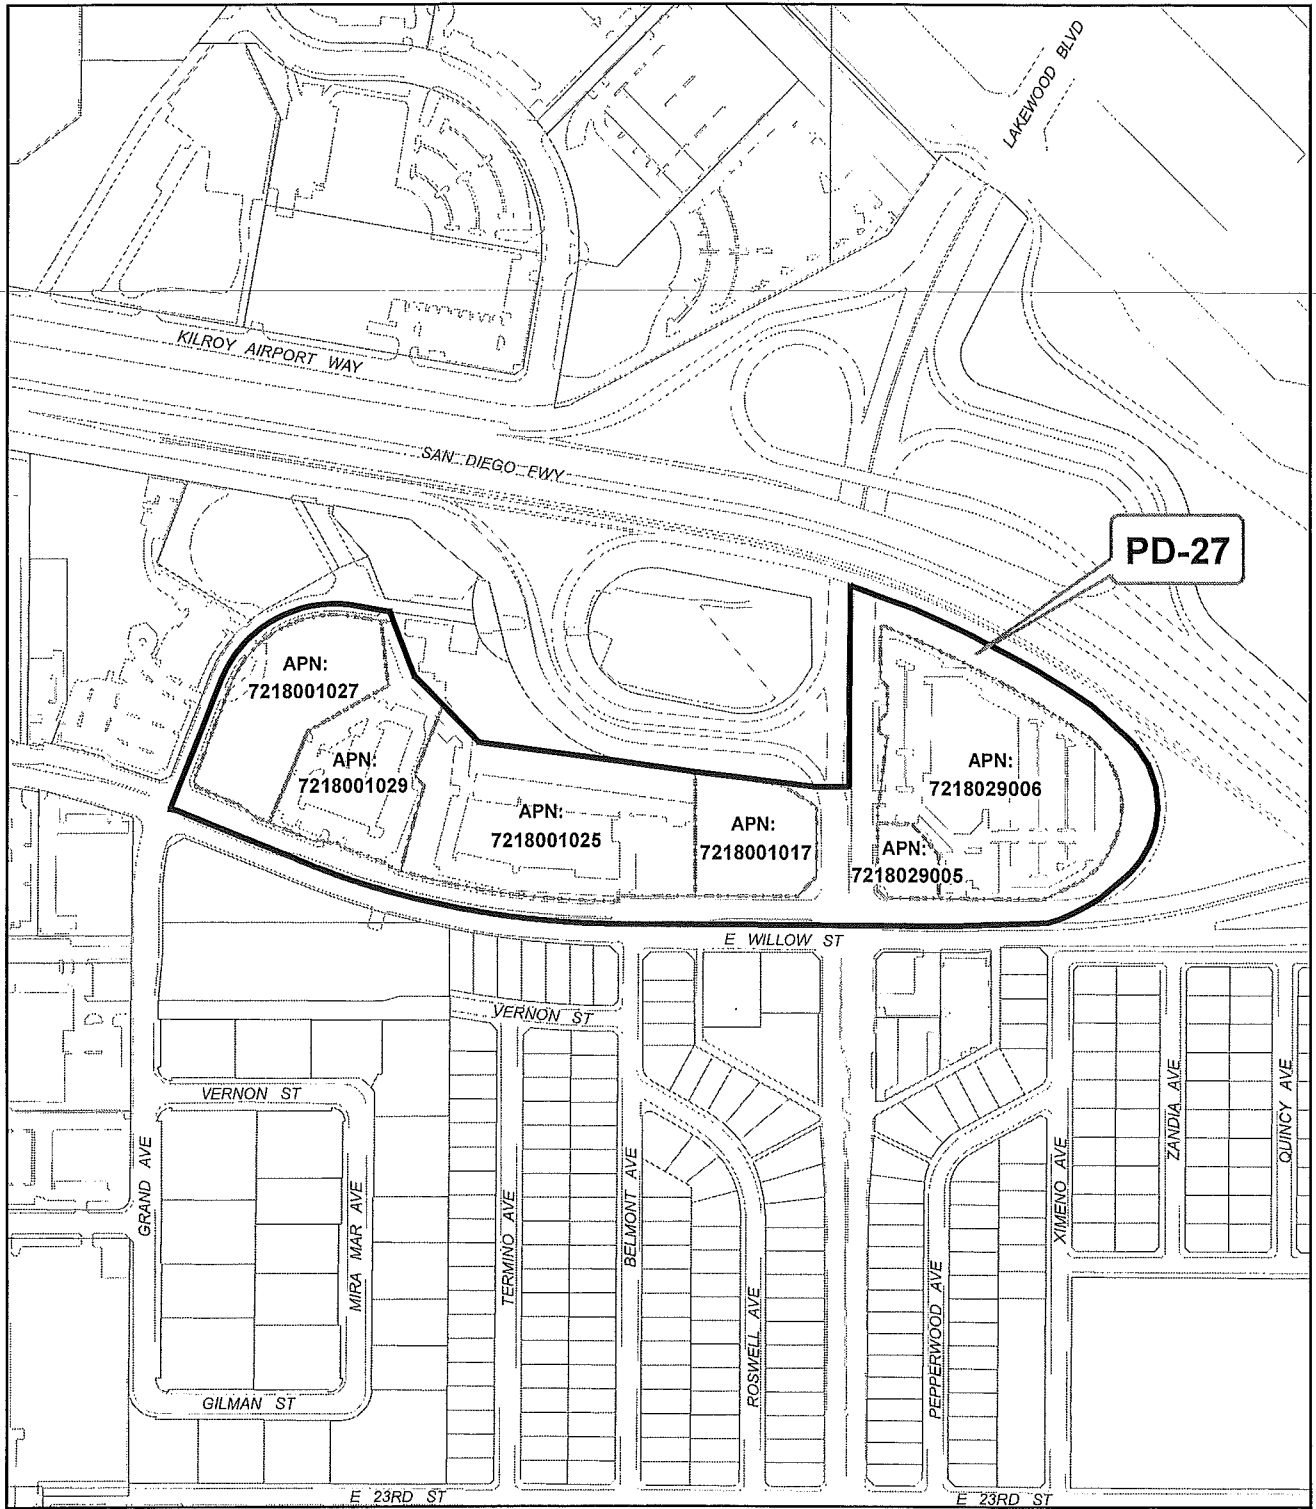 LAKEWOOD BLVD
KILROY AIRPORT WAY
SAN DIEGO FWY
PD-27
APN:
7218001027
APN:
7218001029
APN:
7218001025
APN:
7218001017
APN:
7218029006
APN:
7218029005
E WILLOW ST
VERNON ST
VERNON ST
GRAND AVE
MIRA MAR AVE
TERMINO AVE
BELMONT AVE
ROSWELL AVE
PEPPERWOOD AVE
XIMENO AVE
ZANDIA AVE
QUINCY AVE
GILMAN ST
E 23RD ST
E 23RD ST